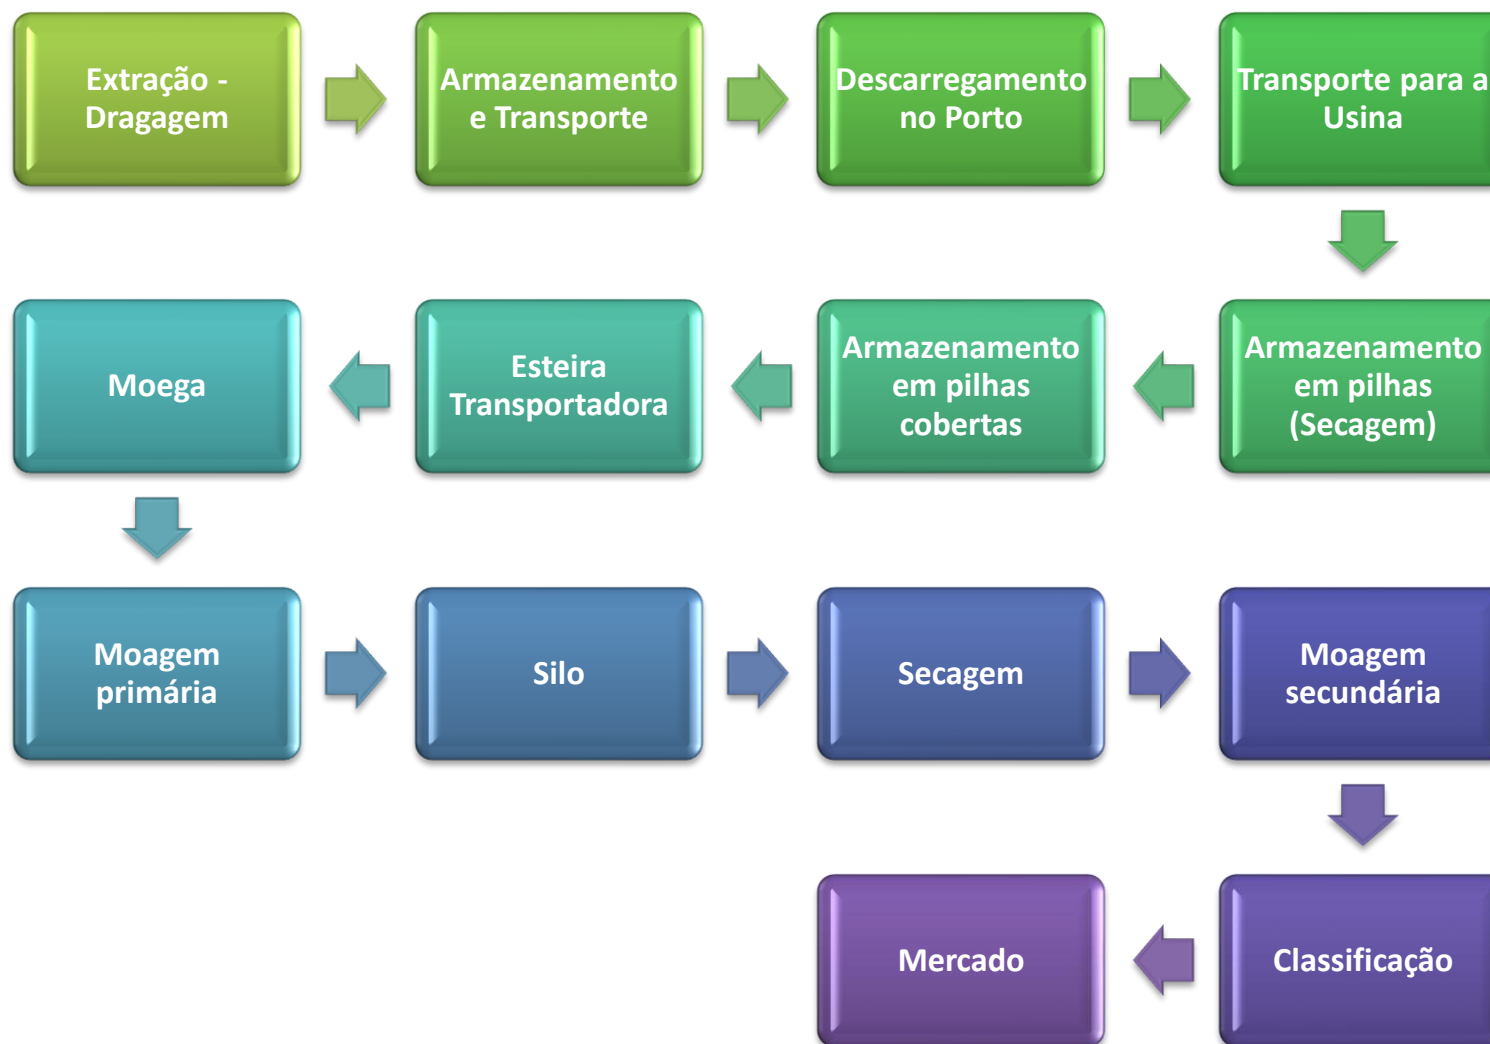 Extração -
Dragagem
Armazenamento
e Transporte
Descarregamento
no Porto
Transporte para a
Usina
Armazenamento
em pilhas
(Secagem)
Armazenamento
em pilhas
cobertas
Esteira
Transportadora
Moega
Moagem
primária
Silo
Secagem
Moagem
secundária
Classificação
Mercado